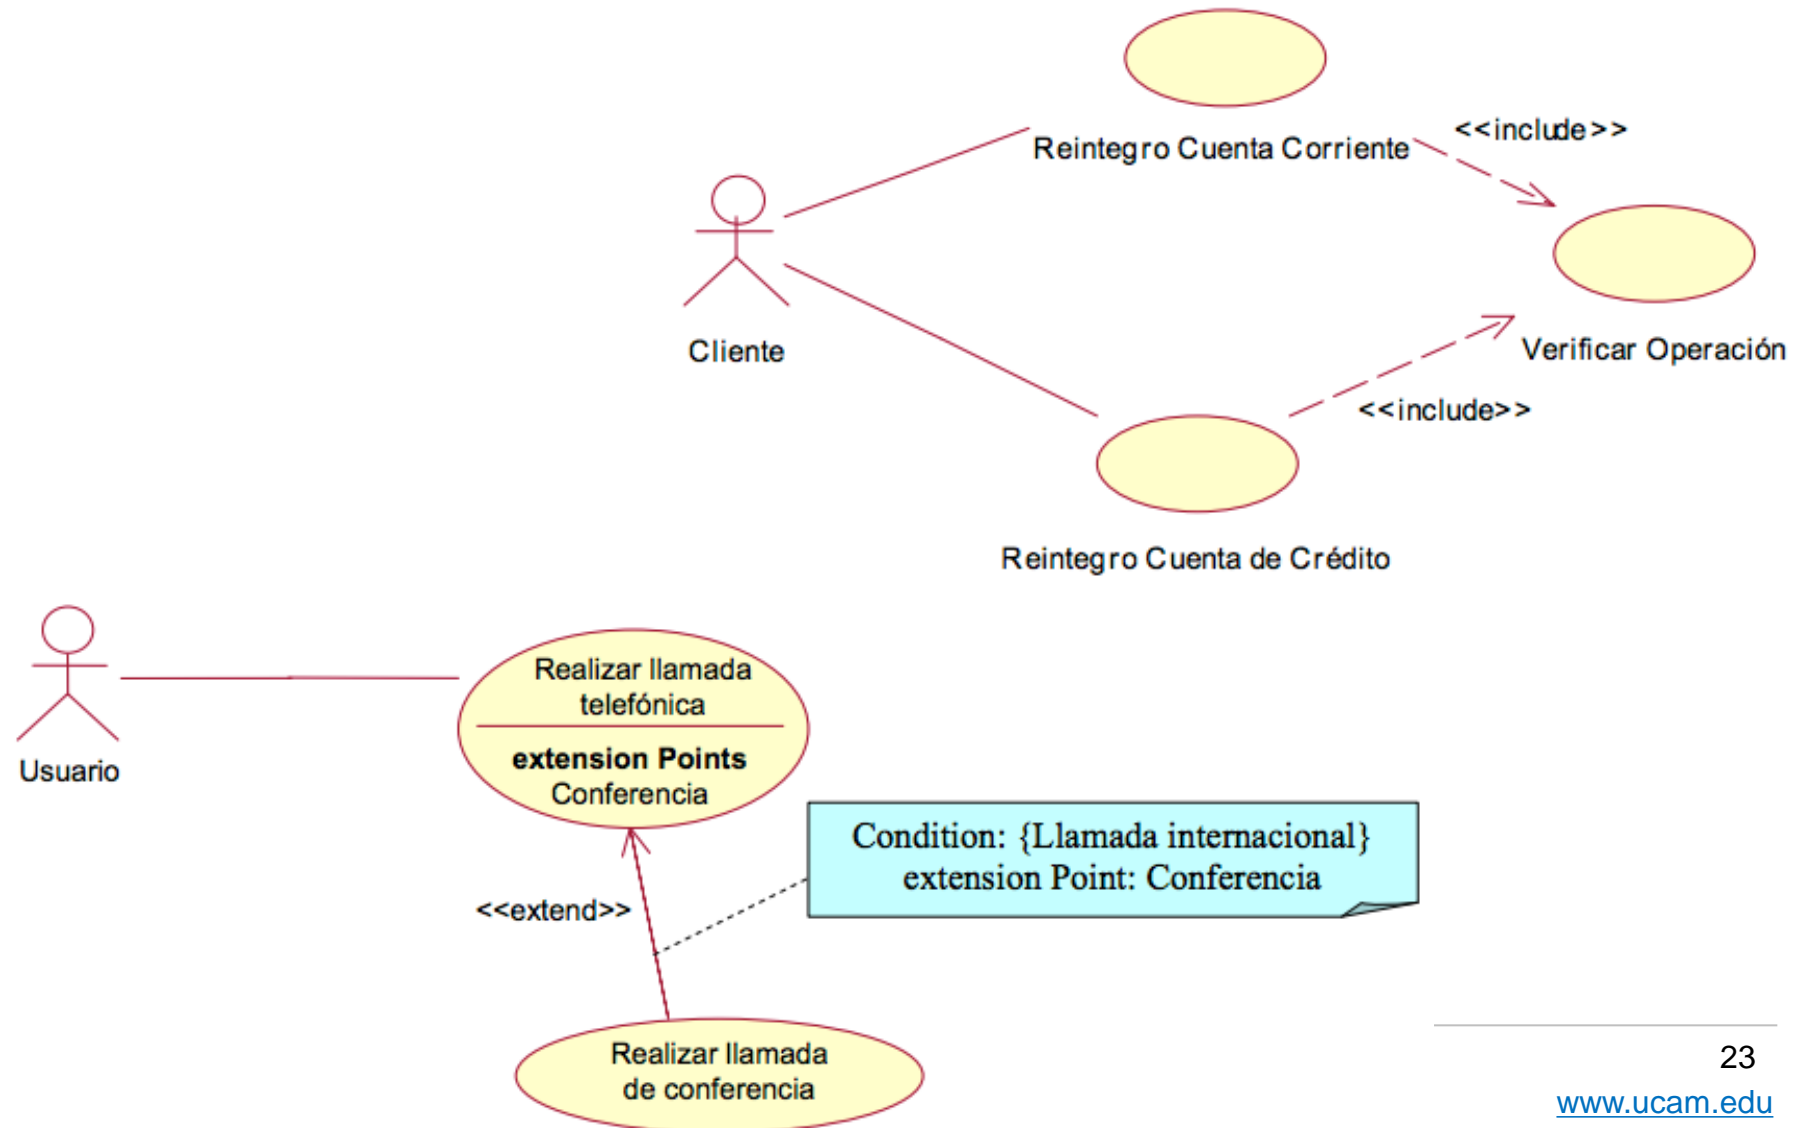 <<include>>
Reintegro Cuenta Corriente
Cliente
Verificar Operación
<<include>>
Reintegro Cuenta de Crédito
Realizar llamada
telefónica
extension Points
Conferencia
Usuario
Condition: {Llamada internacional}
extension Point: Conferencia
<<extend>>
Realizar llamada
de conferencia
23
www.ucam.edu